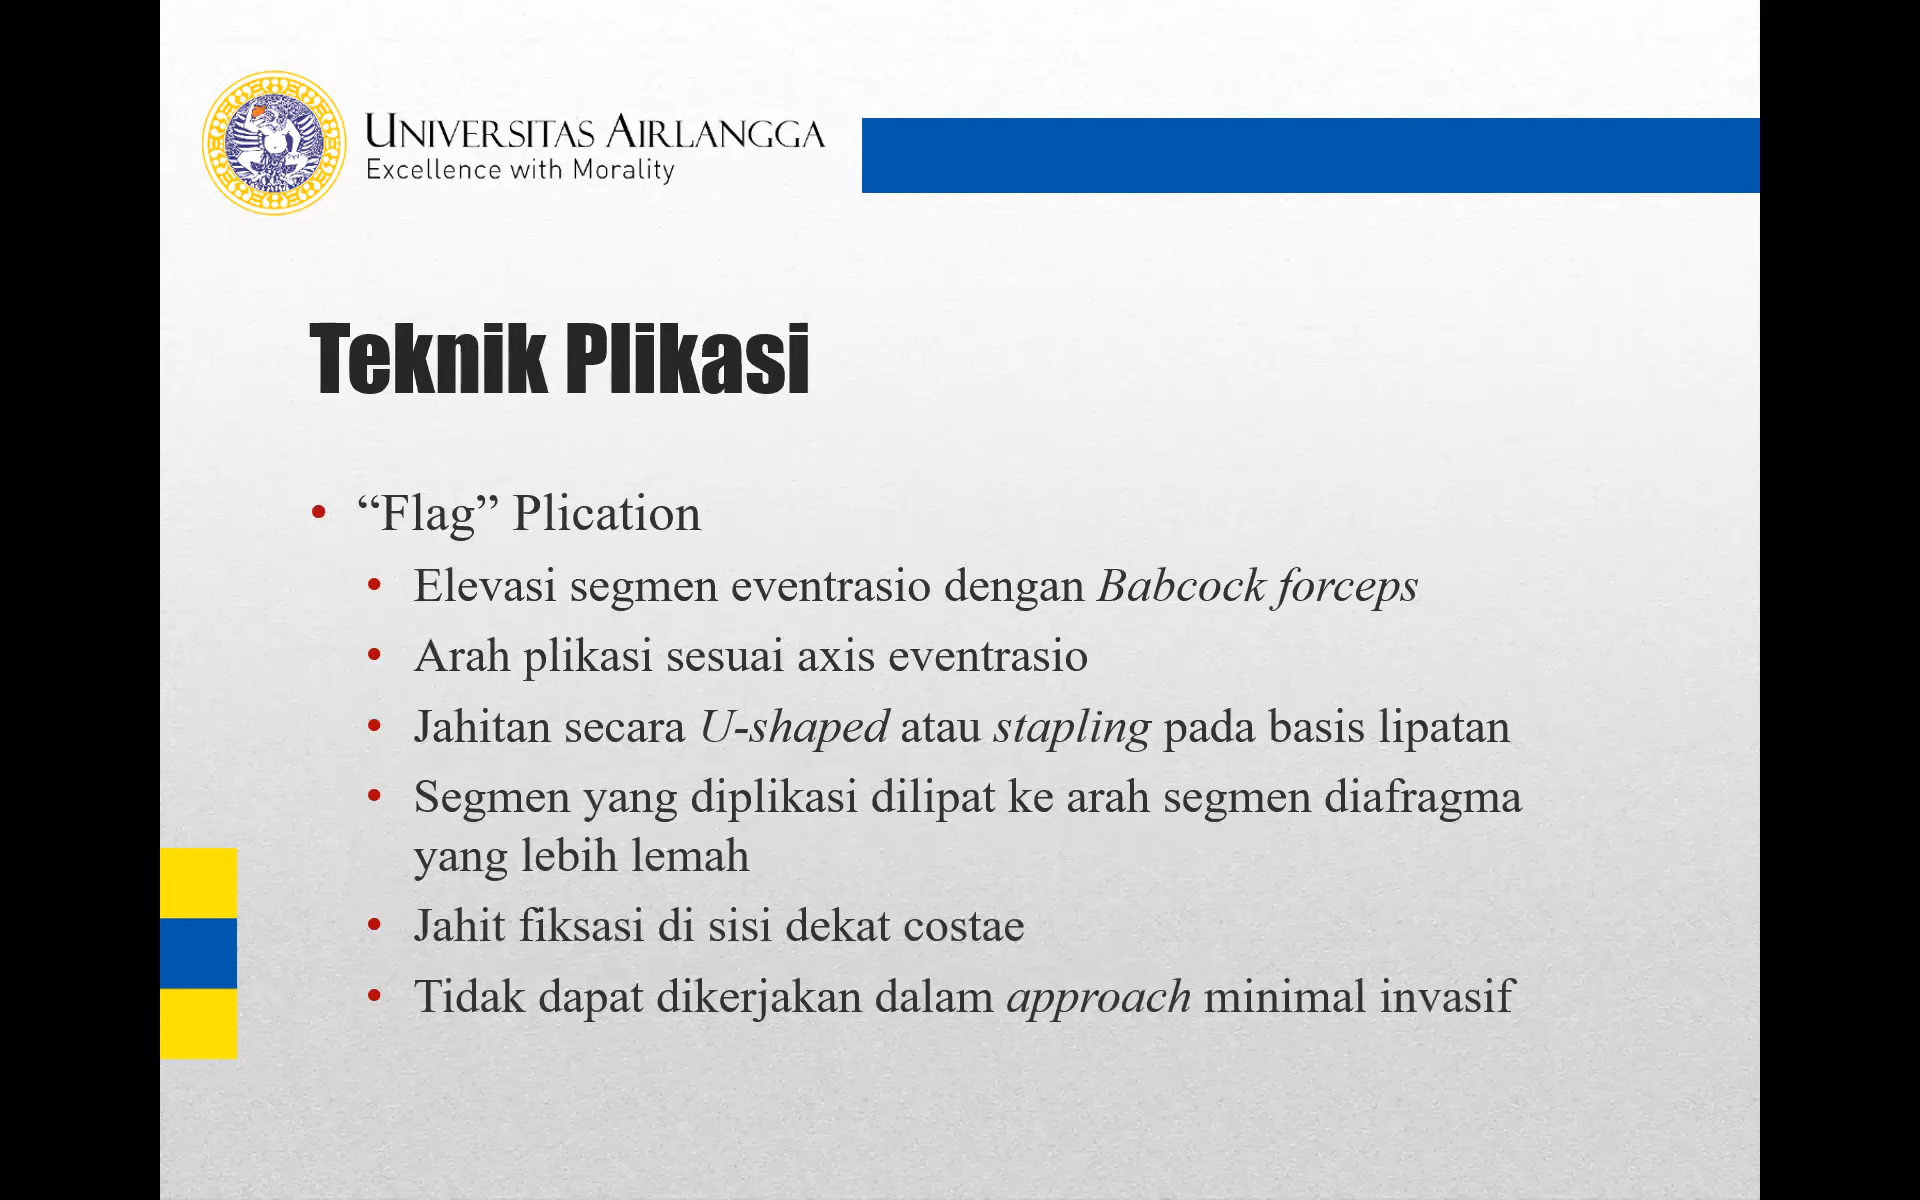 UNIVERSITAS AIRLANGGA
Excellence with Morality
Teknik Plikasi
• “Flag” Plication
• Elevasi segmen eventrasio dengan Babcock forceps
• Arah plikasi sesuai axis eventrasio
• Jahitan secara U-shaped atau stapling pada basis lipatan
• Segmen yang diplikasi dilipat ke arah segmen diafragma
yang lebih lemah
• Jahit fiksasi di sisi dekat costae
• Tidak dapat dikerjakan dalam approach minimal invasif